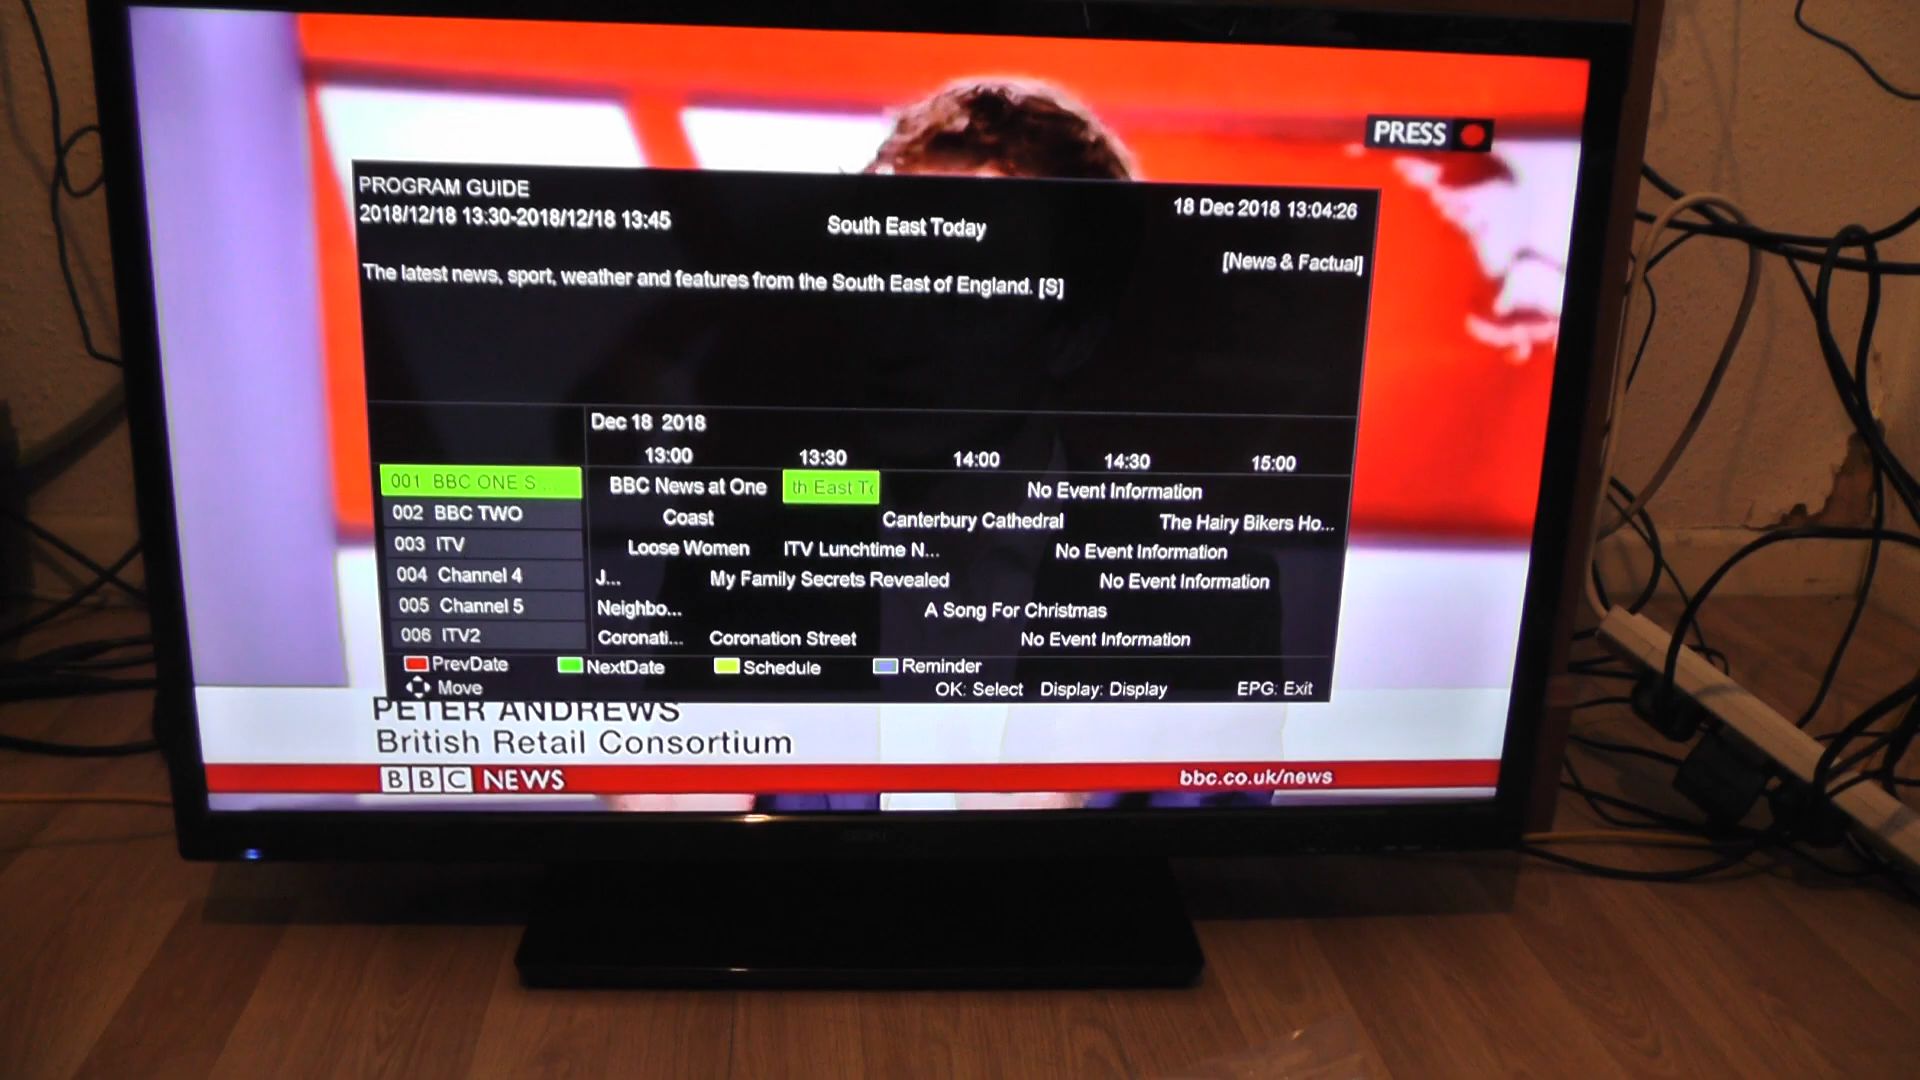 PRESS
PROGRAM GUIDE
2018/12/18 13:30-2018/12/18 13:45
South East Today
18 Dec 2018 13:04:26
[News & Factual]
The latest news, sport, weather and features from the South East of England. [S]
Dec 18 2018
13:00 13:30 14:00 14:30 15:00
001 BBC ONE S... BBC News at One th East To No Event Information
002 BBC TWO Coast Canterbury Cathedral The Hairy Bikers Ho...
003 ITV Loose Women ITV Lunchtime N... No Event Information
004 Channel 4 J... My Family Secrets Revealed No Event Information
005 Channel 5 Neighbo... A Song For Christmas
006 ITV2 Coronati... Coronation Street No Event Information
PrevDate NextDate Schedule Reminder
Move OK: Select Display: Display EPG: Exit
PETER ANDREWS
British Retail Consortium
BBC NEWS bbc.co.uk/news